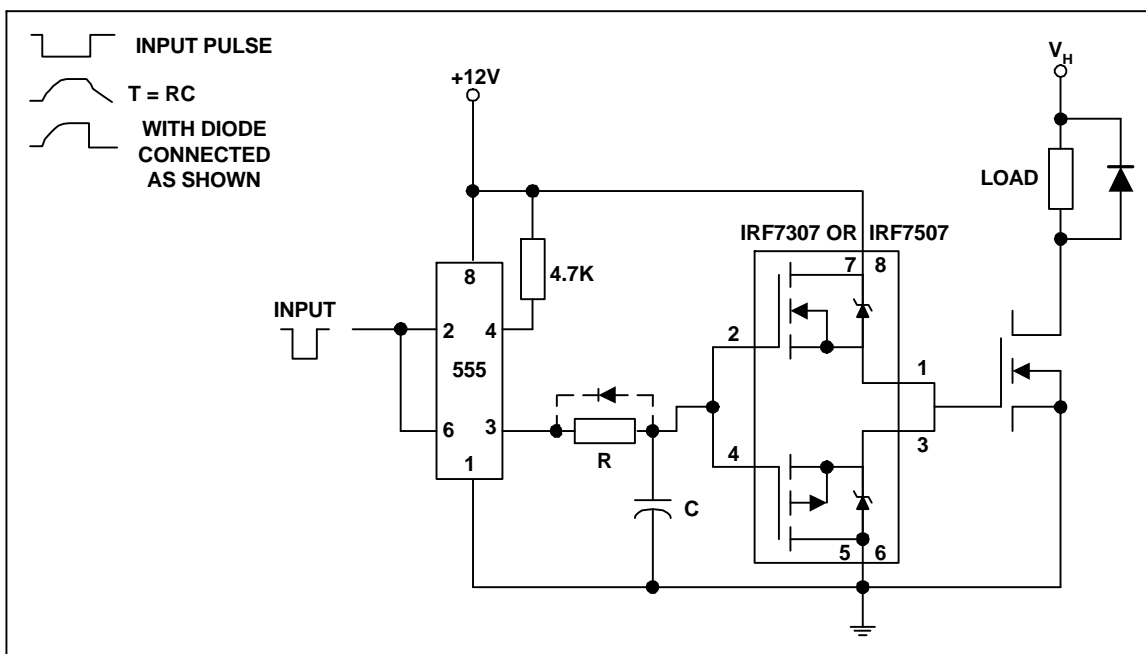 INPUT PULSE
T = RC
WITH DIODE
CONNECTED
AS SHOWN
+12V
VH
LOAD
IRF7307 OR IRF7507
7 8
8
4.7K
INPUT
2 4
2
1
555
6 3
R
4
3
1
C
5 6